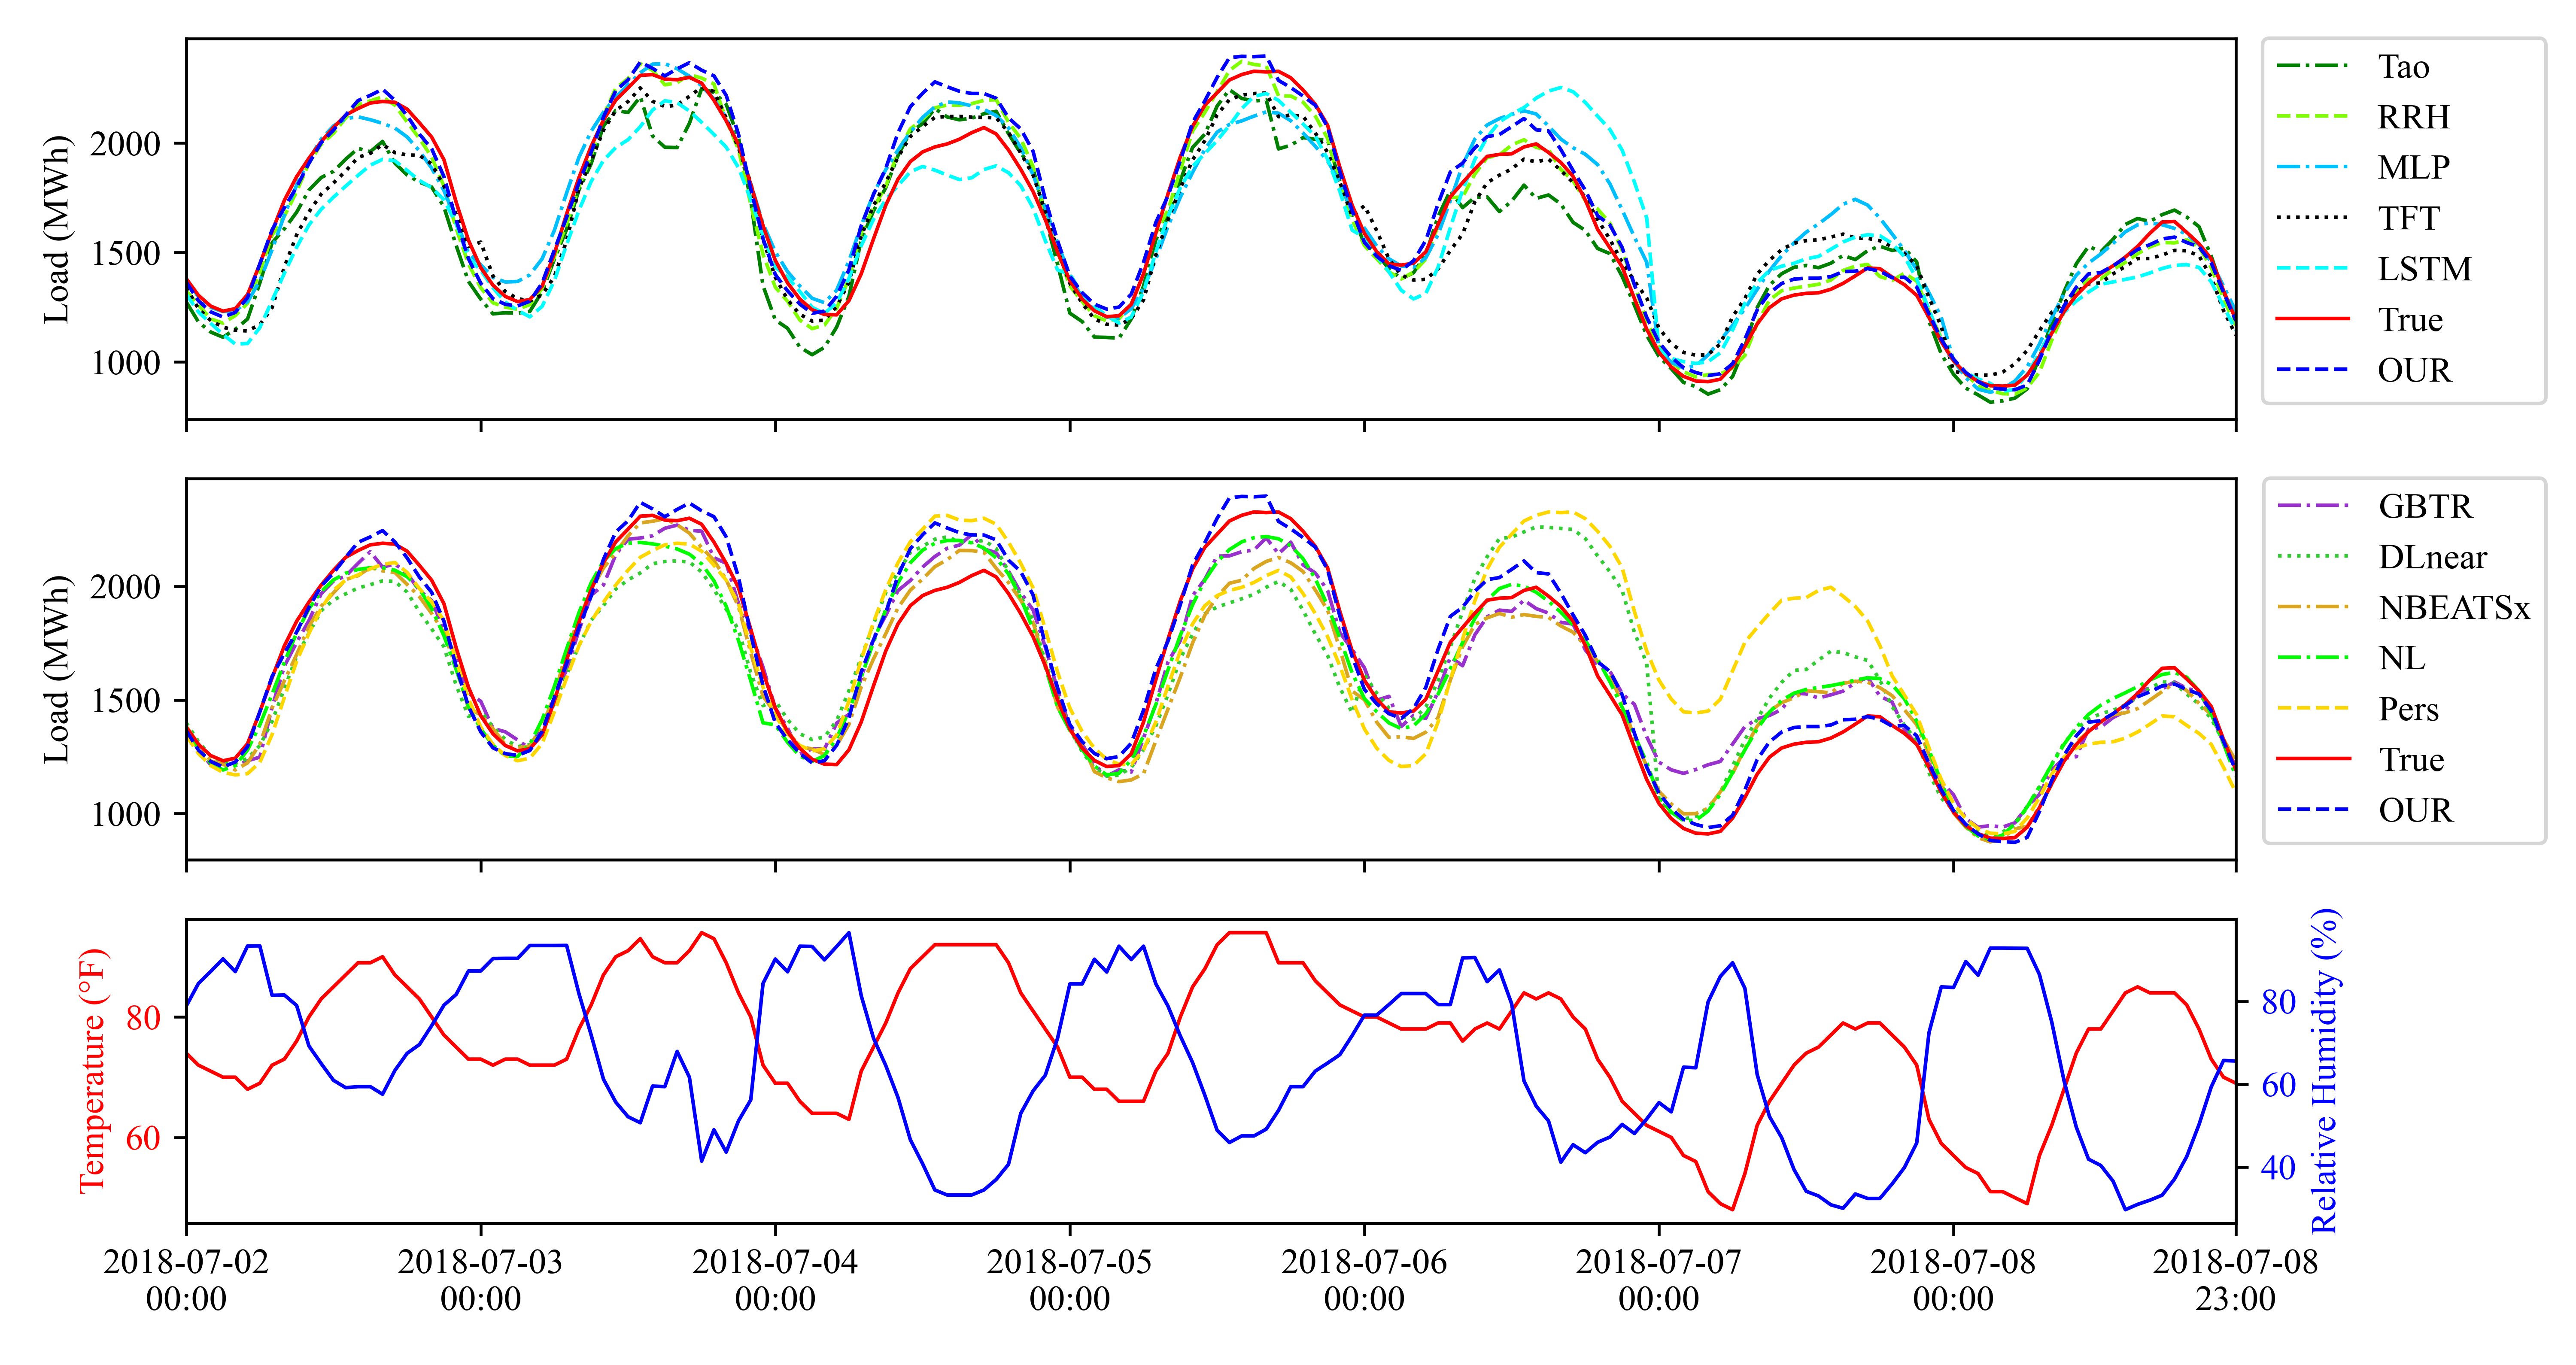 Load (MWh)
2000
1500
1000
Tao
RRH
MLP
TFT
LSTM
True
OUR
Load (MWh)
2000
1500
1000
GBTR
DLnear
NBEATSx
NL
Pers
True
OUR
Temperature (°F)
80
60
80
60
40
Relative Humidity (%)
2018-07-02 2018-07-03 2018-07-04 2018-07-05 2018-07-06 2018-07-07 2018-07-08 2018-07-08
00:00 00:00 00:00 00:00 00:00 00:00 00:00 23:00